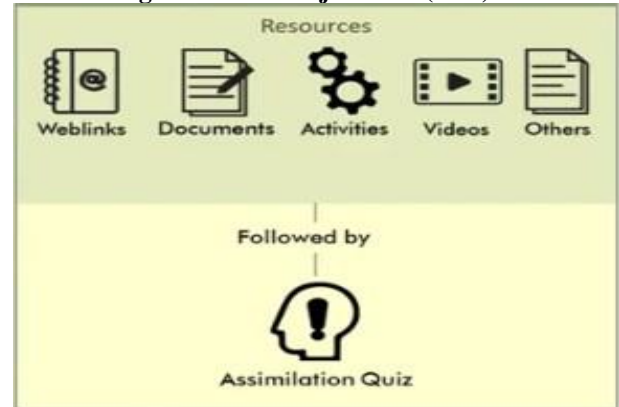 Resources
@
Weblinks Documents Activities Videos Others
Followed by
!
Assimilation Quiz